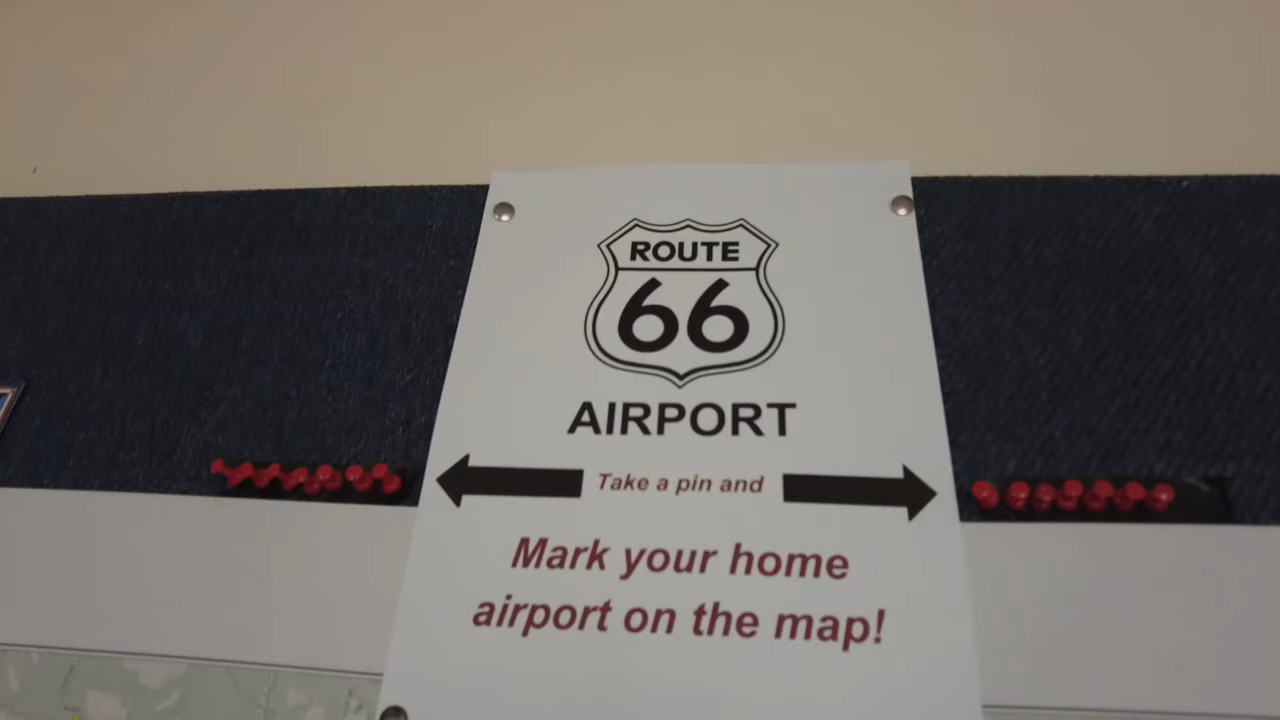 ROUTE
66
AIRPORT
Take a pin and
Mark your home
airport on the map!